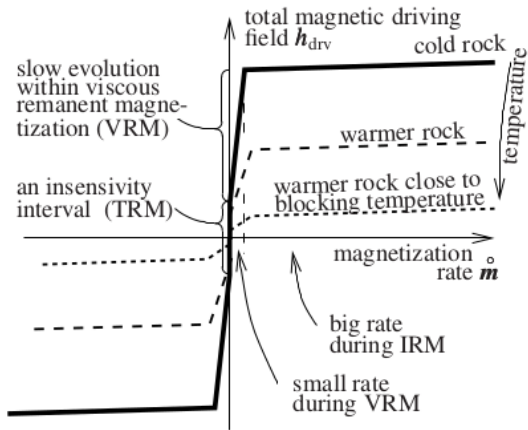 total magnetic driving
field h_drv
cold rock
slow evolution
within viscous
remanent magne-
tization (VRM)
temperature
warmer rock
an insensivity
interval (TRM)
warmer rock close to
blocking temperature
magnetization
rate m̊
big rate
during IRM
small rate
during VRM